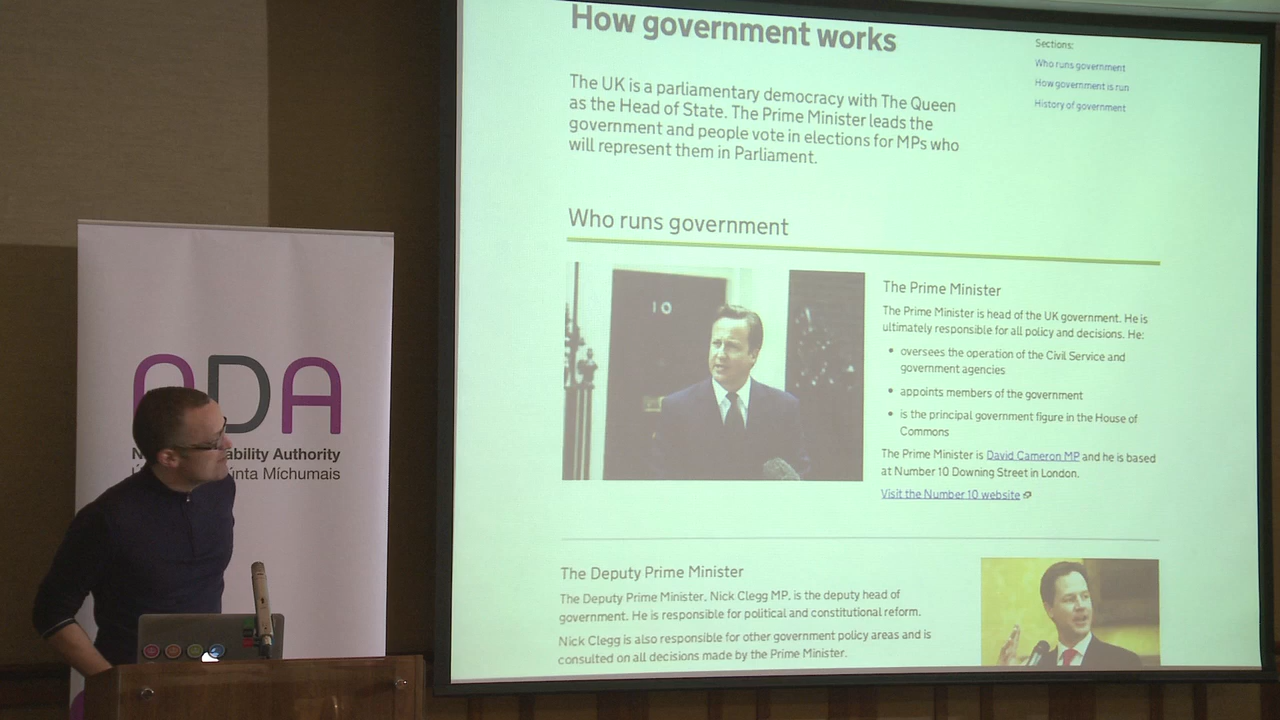 How government works
The UK is a parliamentary democracy with The Queen
as the Head of State. The Prime Minister leads the
government and people vote in elections for MPs who
will represent them in Parliament.
Sections:
Who runs government
How government is run
History of government
Who runs government
10
The Prime Minister
The Prime Minister is head of the UK government. He is
ultimately responsible for all policy and decisions. He:
• oversees the operation of the Civil Service and
government agencies
• appoints members of the government
• is the principal government figure in the House of
Commons
The Prime Minister is David Cameron MP and he is based
at Number 10 Downing Street in London.
Visit the Number 10 website
The Deputy Prime Minister
The Deputy Prime Minister, Nick Clegg MP, is the deputy head of
government. He is responsible for political and constitutional reform.
Nick Clegg is also responsible for other government policy areas and is
consulted on all decisions made by the Prime Minister.
DA
Authority
Míchumais